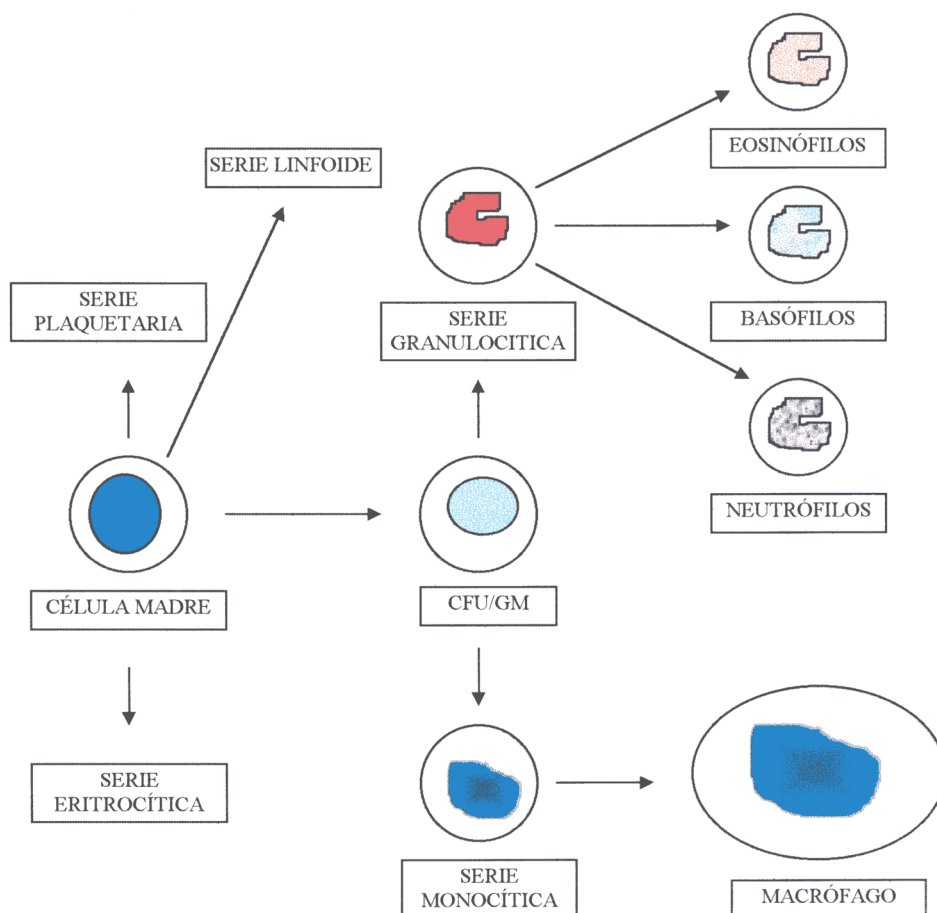 EOSINÓFILOS
SERIE LINFOIDE
SERIE
PLAQUETARIA
SERIE
GRANULOCITICA
BASÓFILOS
NEUTRÓFILOS
CÉLULA MADRE
CFU/GM
SERIE
ERITROCÍTICA
SERIE
MONOCÍTICA
MACRÓFAGO